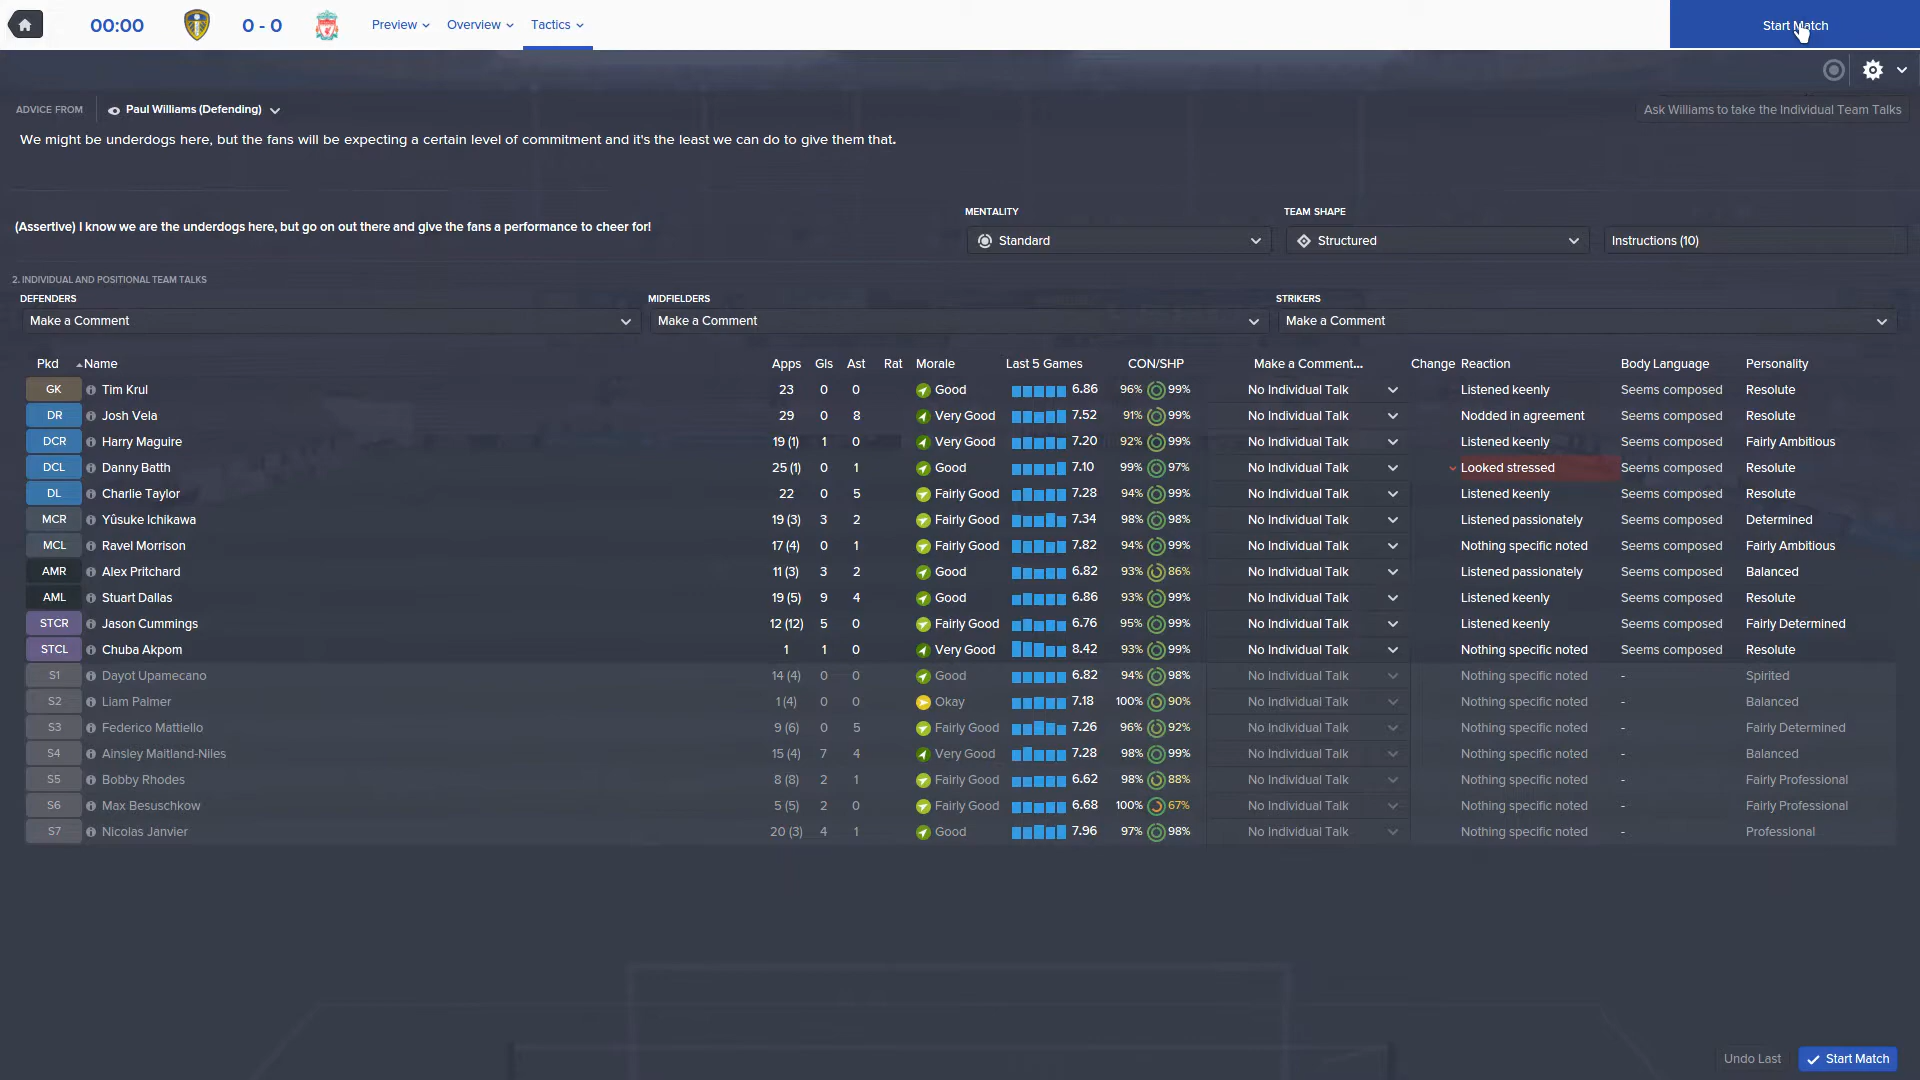 00:00 0 - 0 Preview Overview Tactics Start Match
ADVICE FROM Paul Williams (Defending) Ask Williams to take the Individual Team Talks
We might be underdogs here, but the fans will be expecting a certain level of commitment and it's the least we can do to give them that.
MENTALITY TEAM SHAPE
(Assertive) I know we are the underdogs here, but go on out there and give the fans a performance to cheer for! Standard Structured Instructions (10)
2. INDIVIDUAL AND POSITIONAL TEAM TALKS
DEFENDERS MIDFIELDERS STRIKERS
Make a Comment Make a Comment Make a Comment
Pkd Name Apps Gls Ast Rat Morale Last 5 Games CON/SHP Make a Comment... Change Reaction Body Language Personality
GK Tim Krul 23 0 0 Good 6.86 96% 99% No Individual Talk Listened keenly Seems composed Resolute
DR Josh Vela 29 0 8 Very Good 7.52 91% 99% No Individual Talk Nodded in agreement Seems composed Resolute
DCR Harry Maguire 19 (1) 1 0 Very Good 7.20 92% 99% No Individual Talk Listened keenly Seems composed Fairly Ambitious
DCL Danny Batth 25 (1) 0 1 Good 7.10 99% 97% No Individual Talk Looked stressed Seems composed Resolute
DL Charlie Taylor 22 0 5 Fairly Good 7.28 94% 99% No Individual Talk Listened keenly Seems composed Resolute
MCR Yûsuke Ichikawa 19 (3) 3 2 Fairly Good 7.34 98% 98% No Individual Talk Listened passionately Seems composed Determined
MCL Ravel Morrison 17 (4) 0 1 Fairly Good 7.82 94% 99% No Individual Talk Nothing specific noted Seems composed Fairly Ambitious
AMR Alex Pritchard 11 (3) 3 2 Good 6.82 93% 86% No Individual Talk Listened passionately Seems composed Balanced
AML Stuart Dallas 19 (5) 9 4 Good 6.86 93% 99% No Individual Talk Listened keenly Seems composed Resolute
STCR Jason Cummings 12 (12) 5 0 Fairly Good 6.76 95% 99% No Individual Talk Listened keenly Seems composed Fairly Determined
STCL Chuba Akpom 1 1 0 Very Good 8.42 93% 99% No Individual Talk Nothing specific noted Seems composed Resolute
S1 Dayot Upamecano 14 (4) 0 0 Good 6.82 94% 98% No Individual Talk Nothing specific noted - Spirited
S2 Liam Palmer 1 (4) 0 0 Okay 7.18 100% 90% No Individual Talk Nothing specific noted - Balanced
S3 Federico Mattiello 9 (6) 0 5 Fairly Good 7.26 96% 92% No Individual Talk Nothing specific noted - Fairly Determined
S4 Ainsley Maitland-Niles 15 (4) 7 4 Very Good 7.28 98% 99% No Individual Talk Nothing specific noted - Balanced
S5 Bobby Rhodes 8 (8) 2 1 Fairly Good 6.62 98% 88% No Individual Talk Nothing specific noted - Fairly Professional
S6 Max Besuschkow 5 (5) 2 0 Fairly Good 6.68 100% 67% No Individual Talk Nothing specific noted - Fairly Professional
S7 Nicolas Janvier 20 (3) 4 1 Good 7.96 97% 98% No Individual Talk Nothing specific noted - Professional
Undo Last Start Match